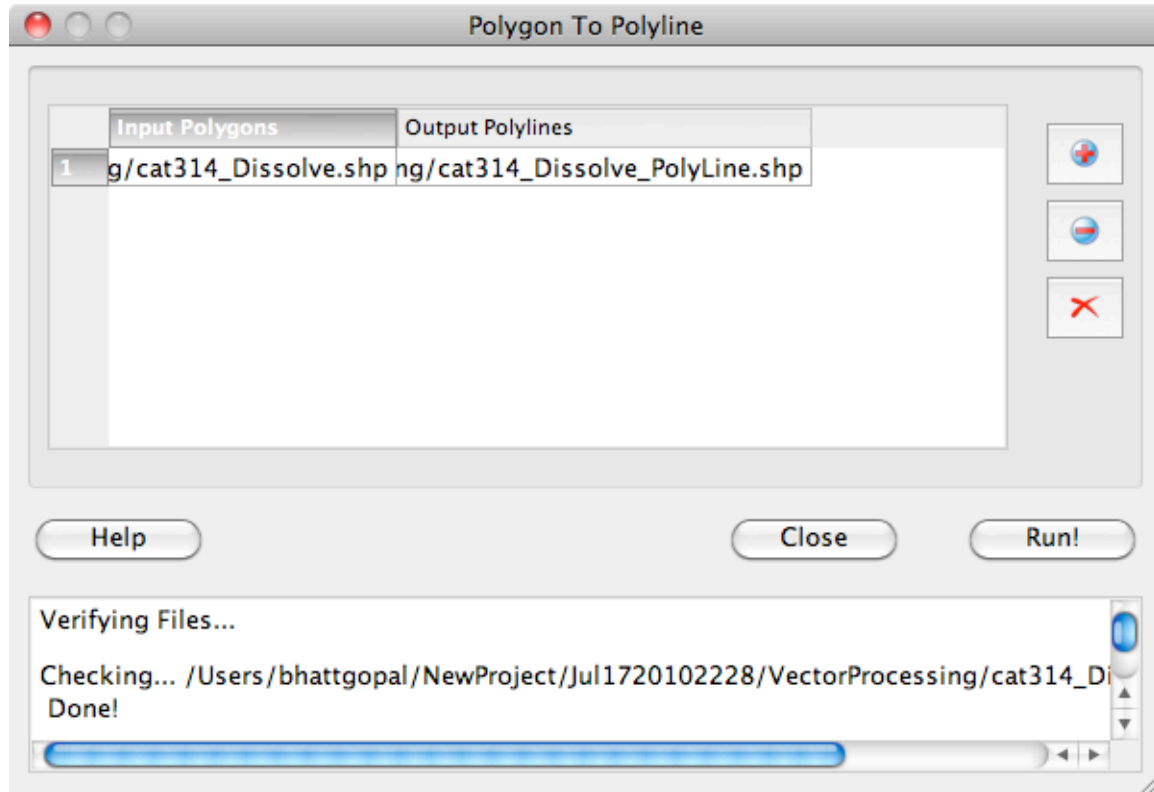 Polygon To Polyline
Input Polygons Output Polylines
1 g/cat314_Dissolve.shp ng/cat314_Dissolve_PolyLine.shp
Help Close Run!
Verifying Files...
Checking... /Users/bhattgopal/NewProject/Jul1720102228/VectorProcessing/cat314_Di
Done!